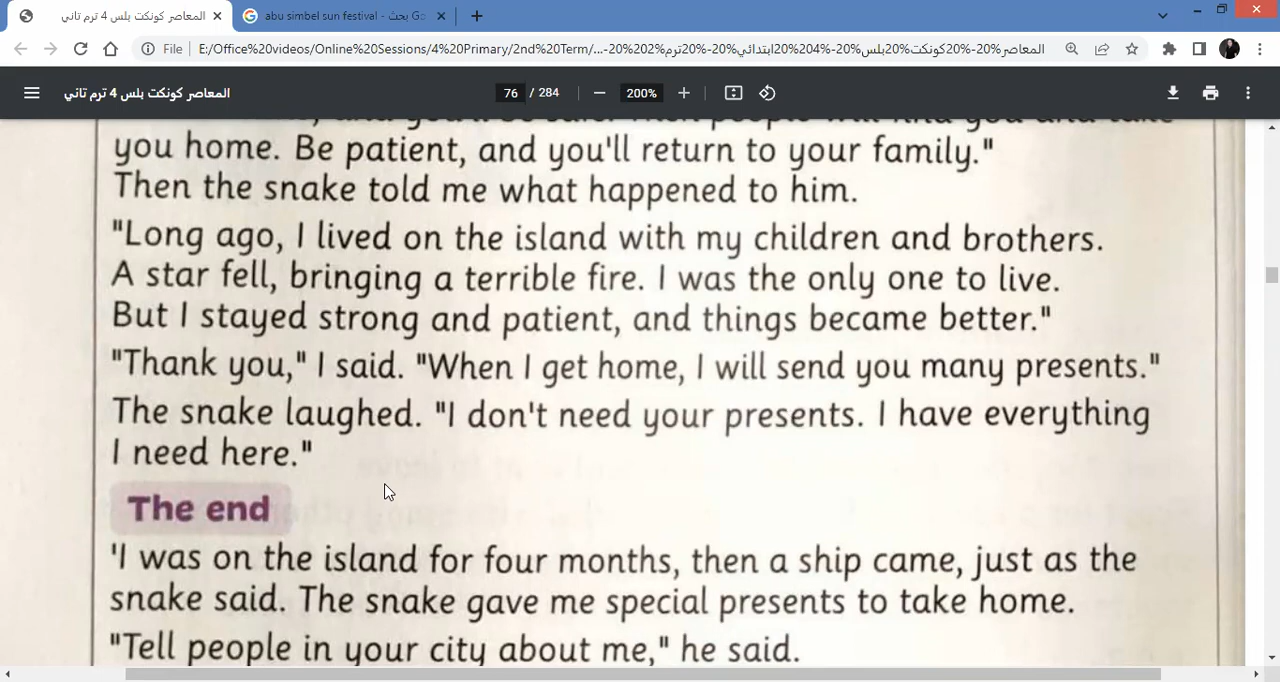 المعاصر كونكت بلس 4 ترم تاني
abu simbel sun festival - بحث Go
File
E:/Office%20videos/Online%20Sessions/4%20Primary/2nd%20Term/...-20%202%ترم20%-20%ابتدائي204%20%-20%بلس20%كونكت20%-20%المعاصر
المعاصر كونكت بلس 4 ترم تاني
76 / 284
200%
you home. Be patient, and you'll return to your family."
Then the snake told me what happened to him.
"Long ago, I lived on the island with my children and brothers.
A star fell, bringing a terrible fire. I was the only one to live.
But I stayed strong and patient, and things became better."
"Thank you," I said. "When I get home, I will send you many presents."
The snake laughed. "I don't need your presents. I have everything
I need here."
The end
'I was on the island for four months, then a ship came, just as the
snake said. The snake gave me special presents to take home.
"Tell people in your city about me," he said.